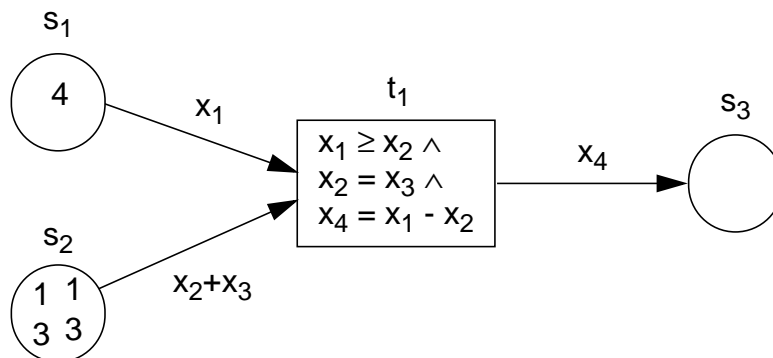 s₁
4
x₁
t₁
x₁ ≥ x₂ ∧
x₂ = x₃ ∧
x₄ = x₁ - x₂
x₄
s₃
s₂
1 1
3 3
x₂+x₃